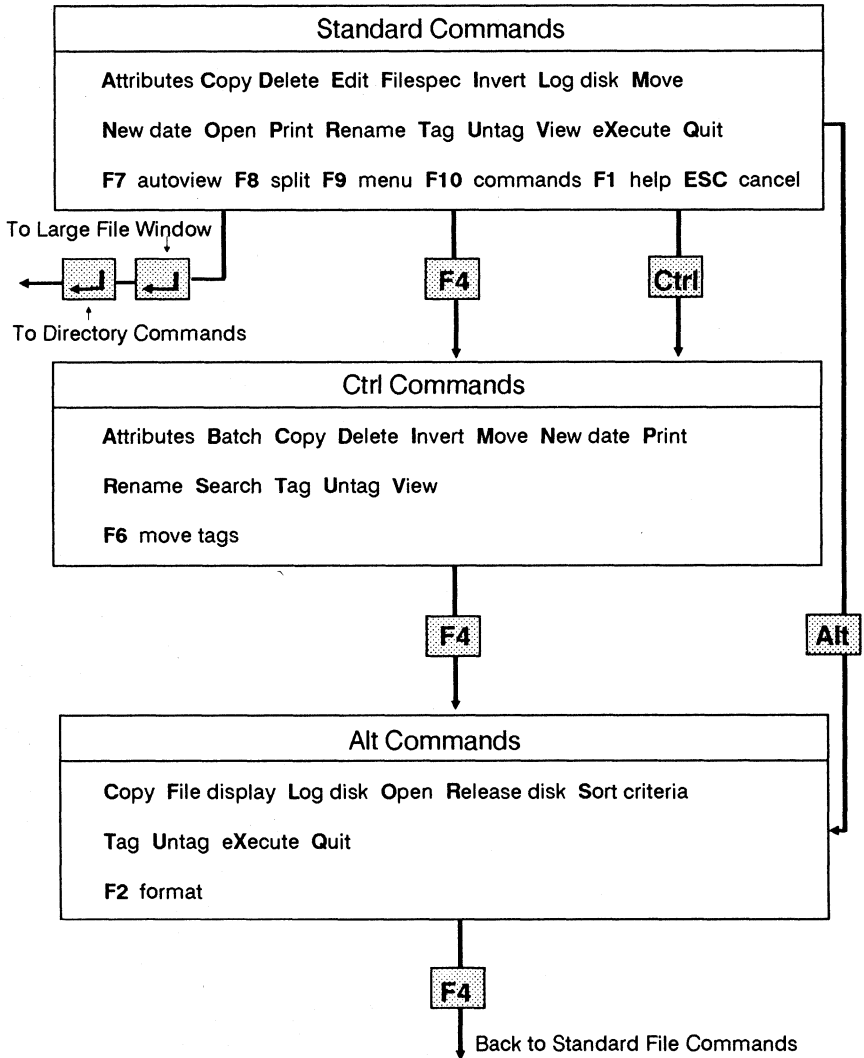 Standard Commands
Attributes Copy Delete Edit Filespec Invert Log disk Move
New date Open Print Rename Tag Untag View eXecute Quit
F7 autoview F8 split F9 menu F10 commands F1 help ESC cancel
To Large File Window
F4
Ctrl
To Directory Commands
Ctrl Commands
Attributes Batch Copy Delete Invert Move New date Print
Rename Search Tag Untag View
F6 move tags
F4
Alt
Alt Commands
Copy File display Log disk Open Release disk Sort criteria
Tag Untag eXecute Quit
F2 format
F4
Back to Standard File Commands